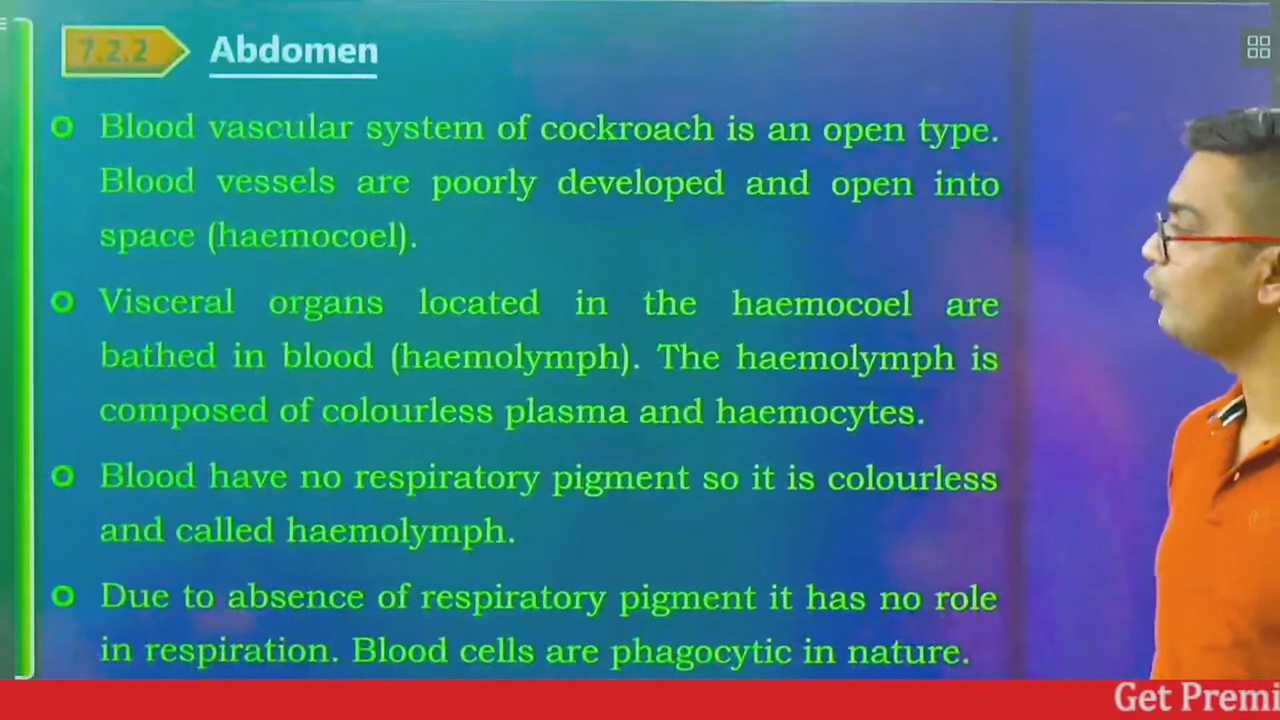 7.2.2 Abdomen
Blood vascular system of cockroach is an open type.
Blood vessels are poorly developed and open into
space (haemocoel).
Visceral organs located in the haemocoel are
bathed in blood (haemolymph). The haemolymph is
composed of colourless plasma and haemocytes.
Blood have no respiratory pigment so it is colourless
and called haemolymph.
Due to absence of respiratory pigment it has no role
in respiration. Blood cells are phagocytic in nature.
Get Premi